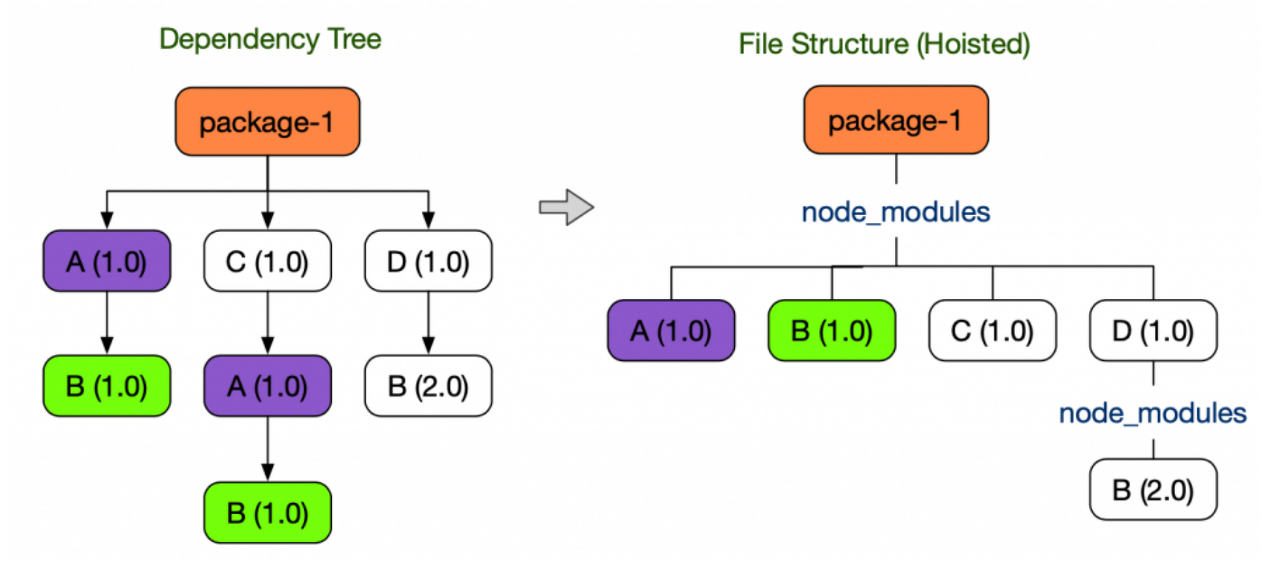 Dependency Tree
package-1
A (1.0)
C (1.0)
D (1.0)
B (1.0)
A (1.0)
B (2.0)
B (1.0)
File Structure (Hoisted)
package-1
node_modules
A (1.0)
B (1.0)
C (1.0)
D (1.0)
node_modules
B (2.0)